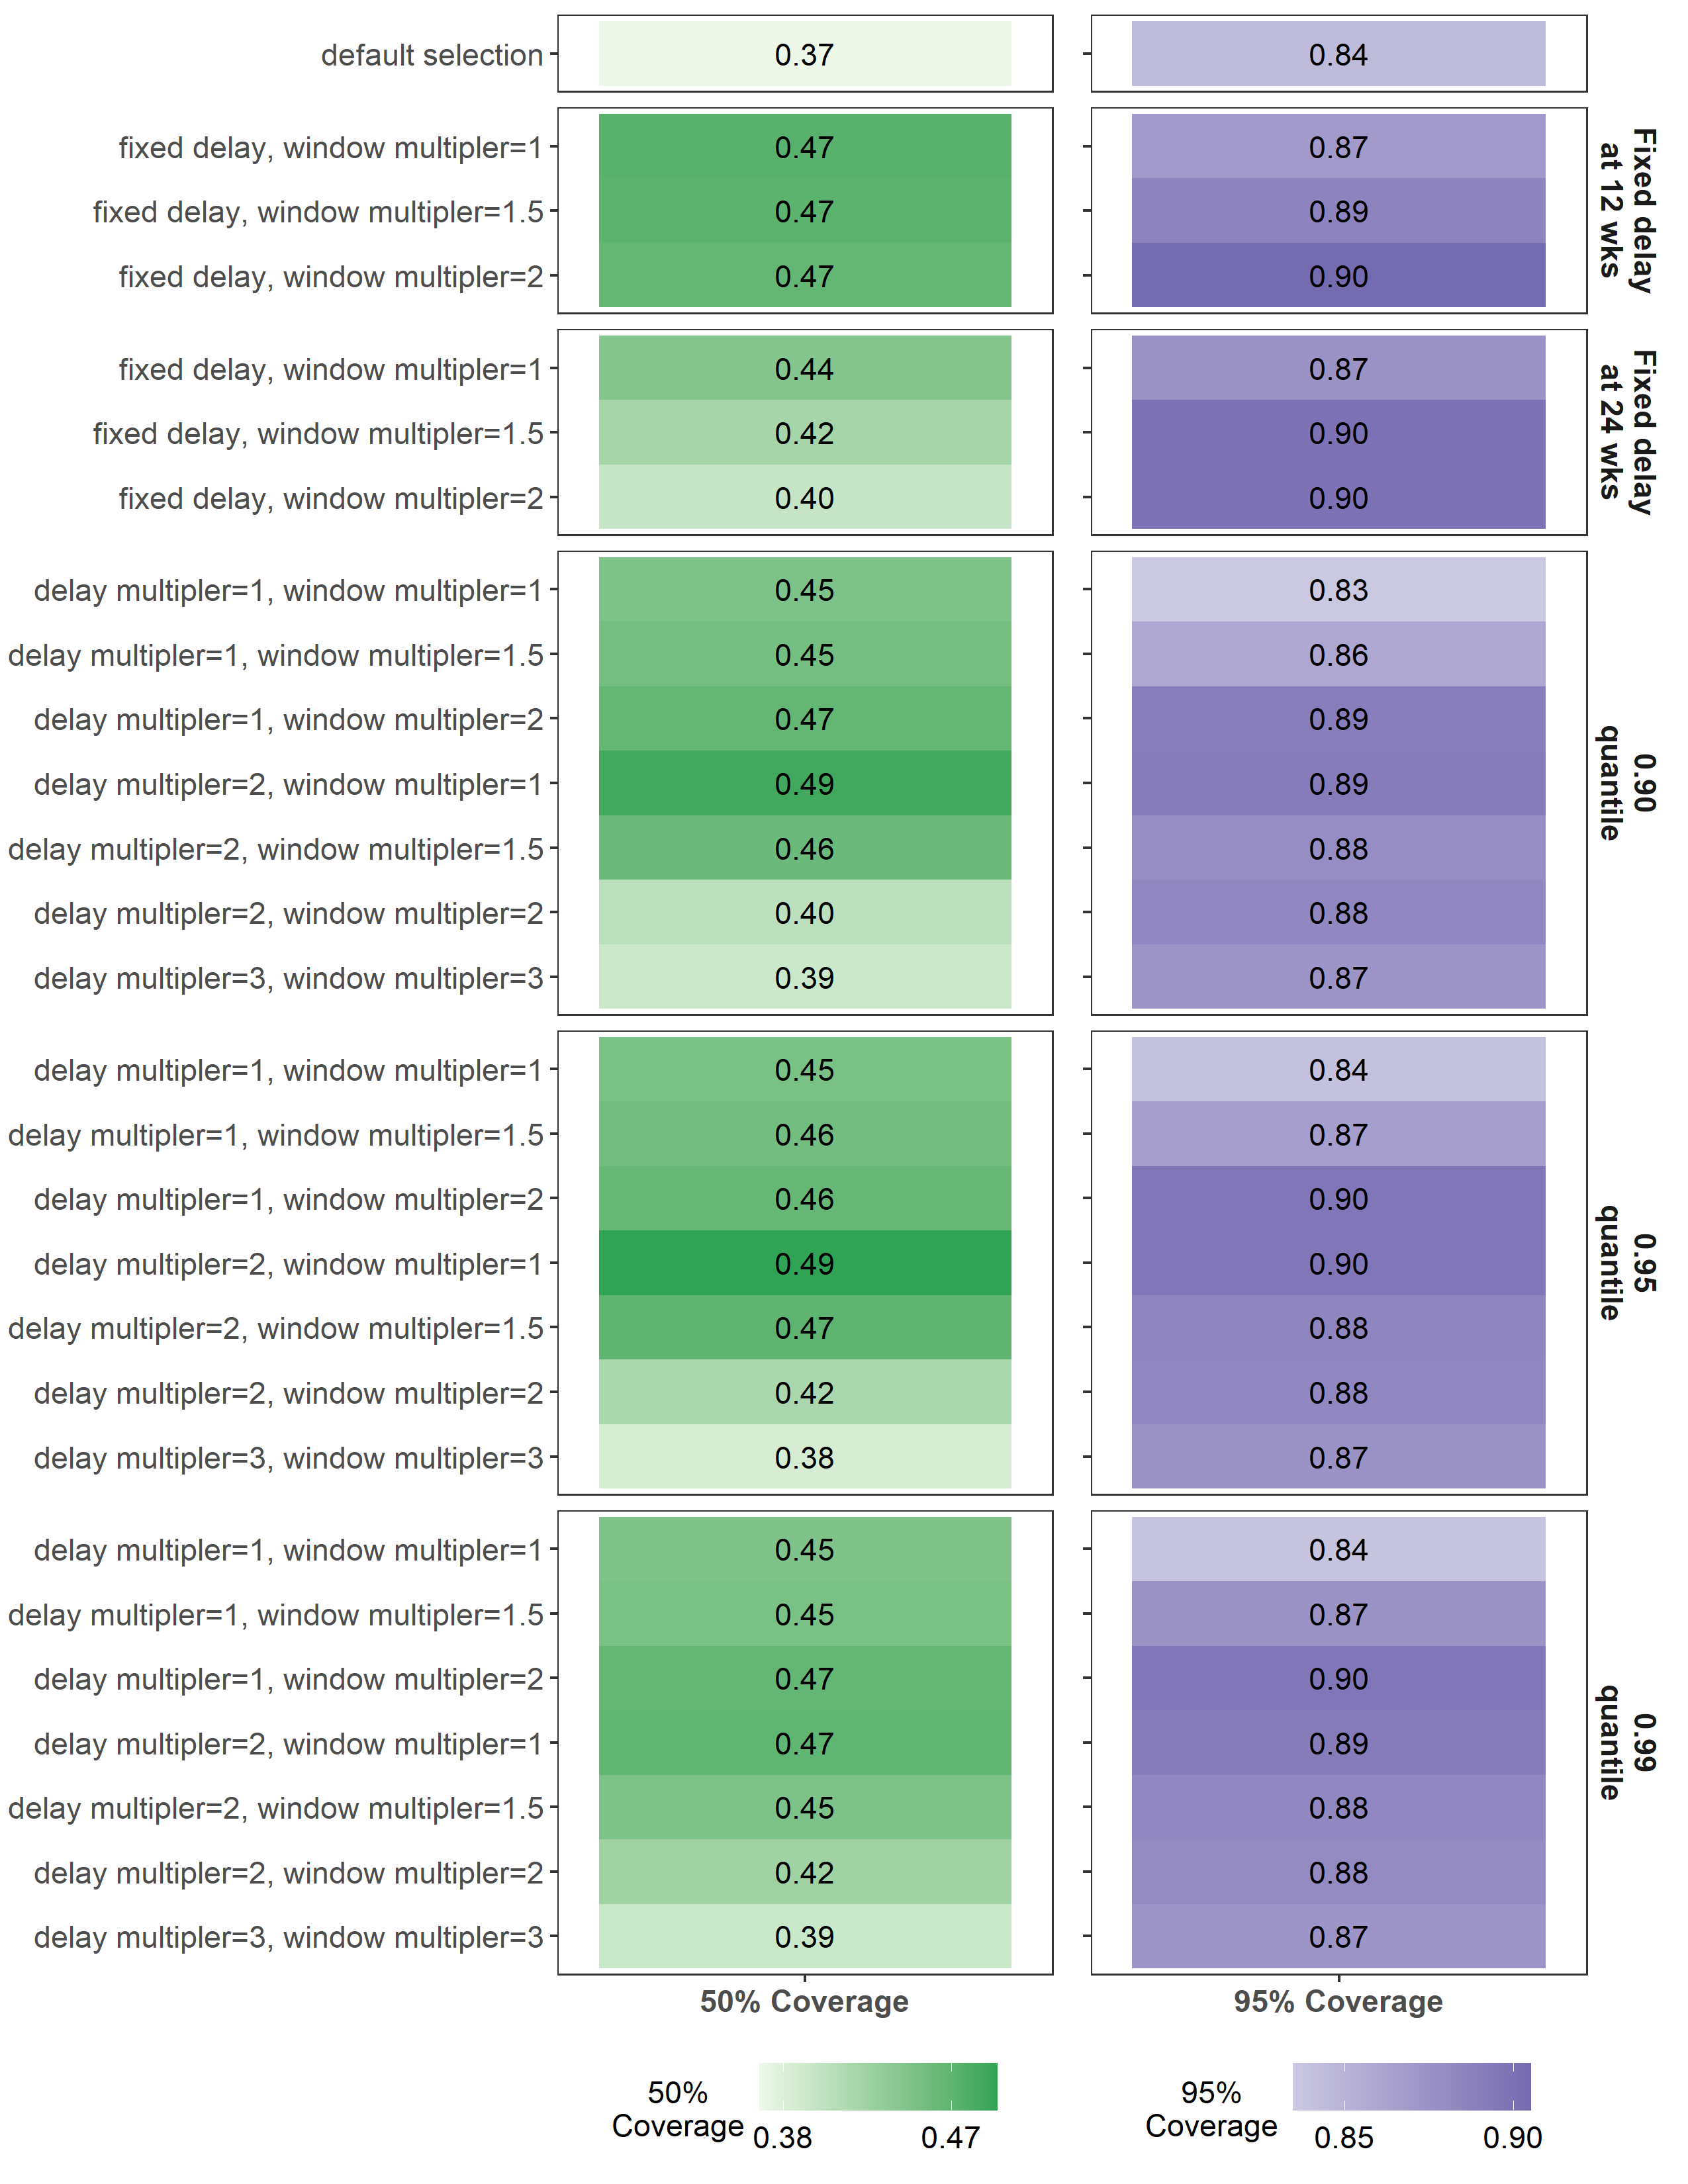 default selection 0.37 0.84
fixed delay, window multipler=1 0.47 0.87
fixed delay, window multipler=1.5 0.47 0.89
fixed delay, window multipler=2 0.47 0.90
Fixed delay
at 12 wks
fixed delay, window multipler=1 0.44 0.87
fixed delay, window multipler=1.5 0.42 0.90
fixed delay, window multipler=2 0.40 0.90
Fixed delay
at 24 wks
delay multipler=1, window multipler=1 0.45 0.83
delay multipler=1, window multipler=1.5 0.45 0.86
delay multipler=1, window multipler=2 0.47 0.89
delay multipler=2, window multipler=1 0.49 0.89
delay multipler=2, window multipler=1.5 0.46 0.88
delay multipler=2, window multipler=2 0.40 0.88
delay multipler=3, window multipler=3 0.39 0.87
0.90
quantile
delay multipler=1, window multipler=1 0.45 0.84
delay multipler=1, window multipler=1.5 0.46 0.87
delay multipler=1, window multipler=2 0.46 0.90
delay multipler=2, window multipler=1 0.49 0.90
delay multipler=2, window multipler=1.5 0.47 0.88
delay multipler=2, window multipler=2 0.42 0.88
delay multipler=3, window multipler=3 0.38 0.87
0.95
quantile
delay multipler=1, window multipler=1 0.45 0.84
delay multipler=1, window multipler=1.5 0.45 0.87
delay multipler=1, window multipler=2 0.47 0.90
delay multipler=2, window multipler=1 0.47 0.89
delay multipler=2, window multipler=1.5 0.45 0.88
delay multipler=2, window multipler=2 0.42 0.88
delay multipler=3, window multipler=3 0.39 0.87
0.99
quantile
50% Coverage 95% Coverage
50%
Coverage
0.38 0.47
95%
Coverage
0.85 0.90